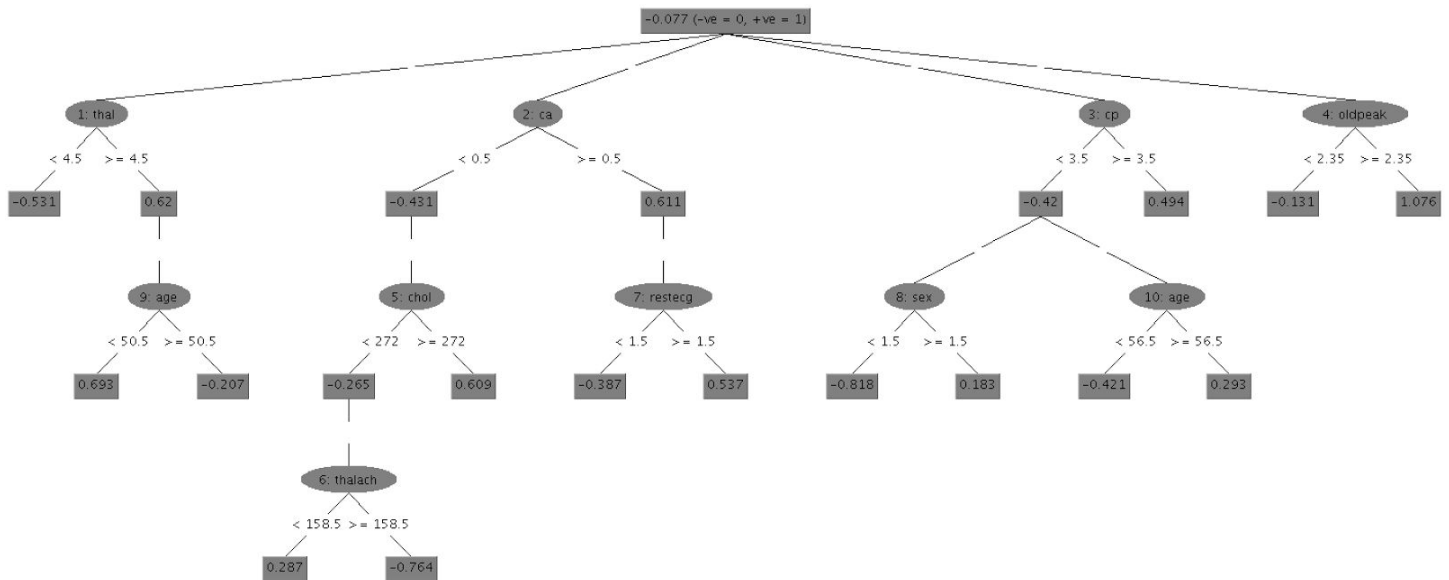 -0.077 (-ve = 0, +ve = 1)
1: thal
2: ca
3: cp
4: oldpeak
< 4.5 >= 4.5
< 0.5 >= 0.5
< 3.5 >= 3.5
< 2.35 >= 2.35
-0.531
0.62
-0.431
0.611
-0.42
0.494
-0.131
1.076
9: age
5: chol
7: restecg
8: sex
10: age
< 50.5 >= 50.5
< 272 >= 272
< 1.5 >= 1.5
< 1.5 >= 1.5
< 56.5 >= 56.5
0.693
-0.207
-0.265
0.609
-0.387
0.537
-0.818
0.183
-0.421
0.293
6: thalach
< 158.5 >= 158.5
0.287
-0.764